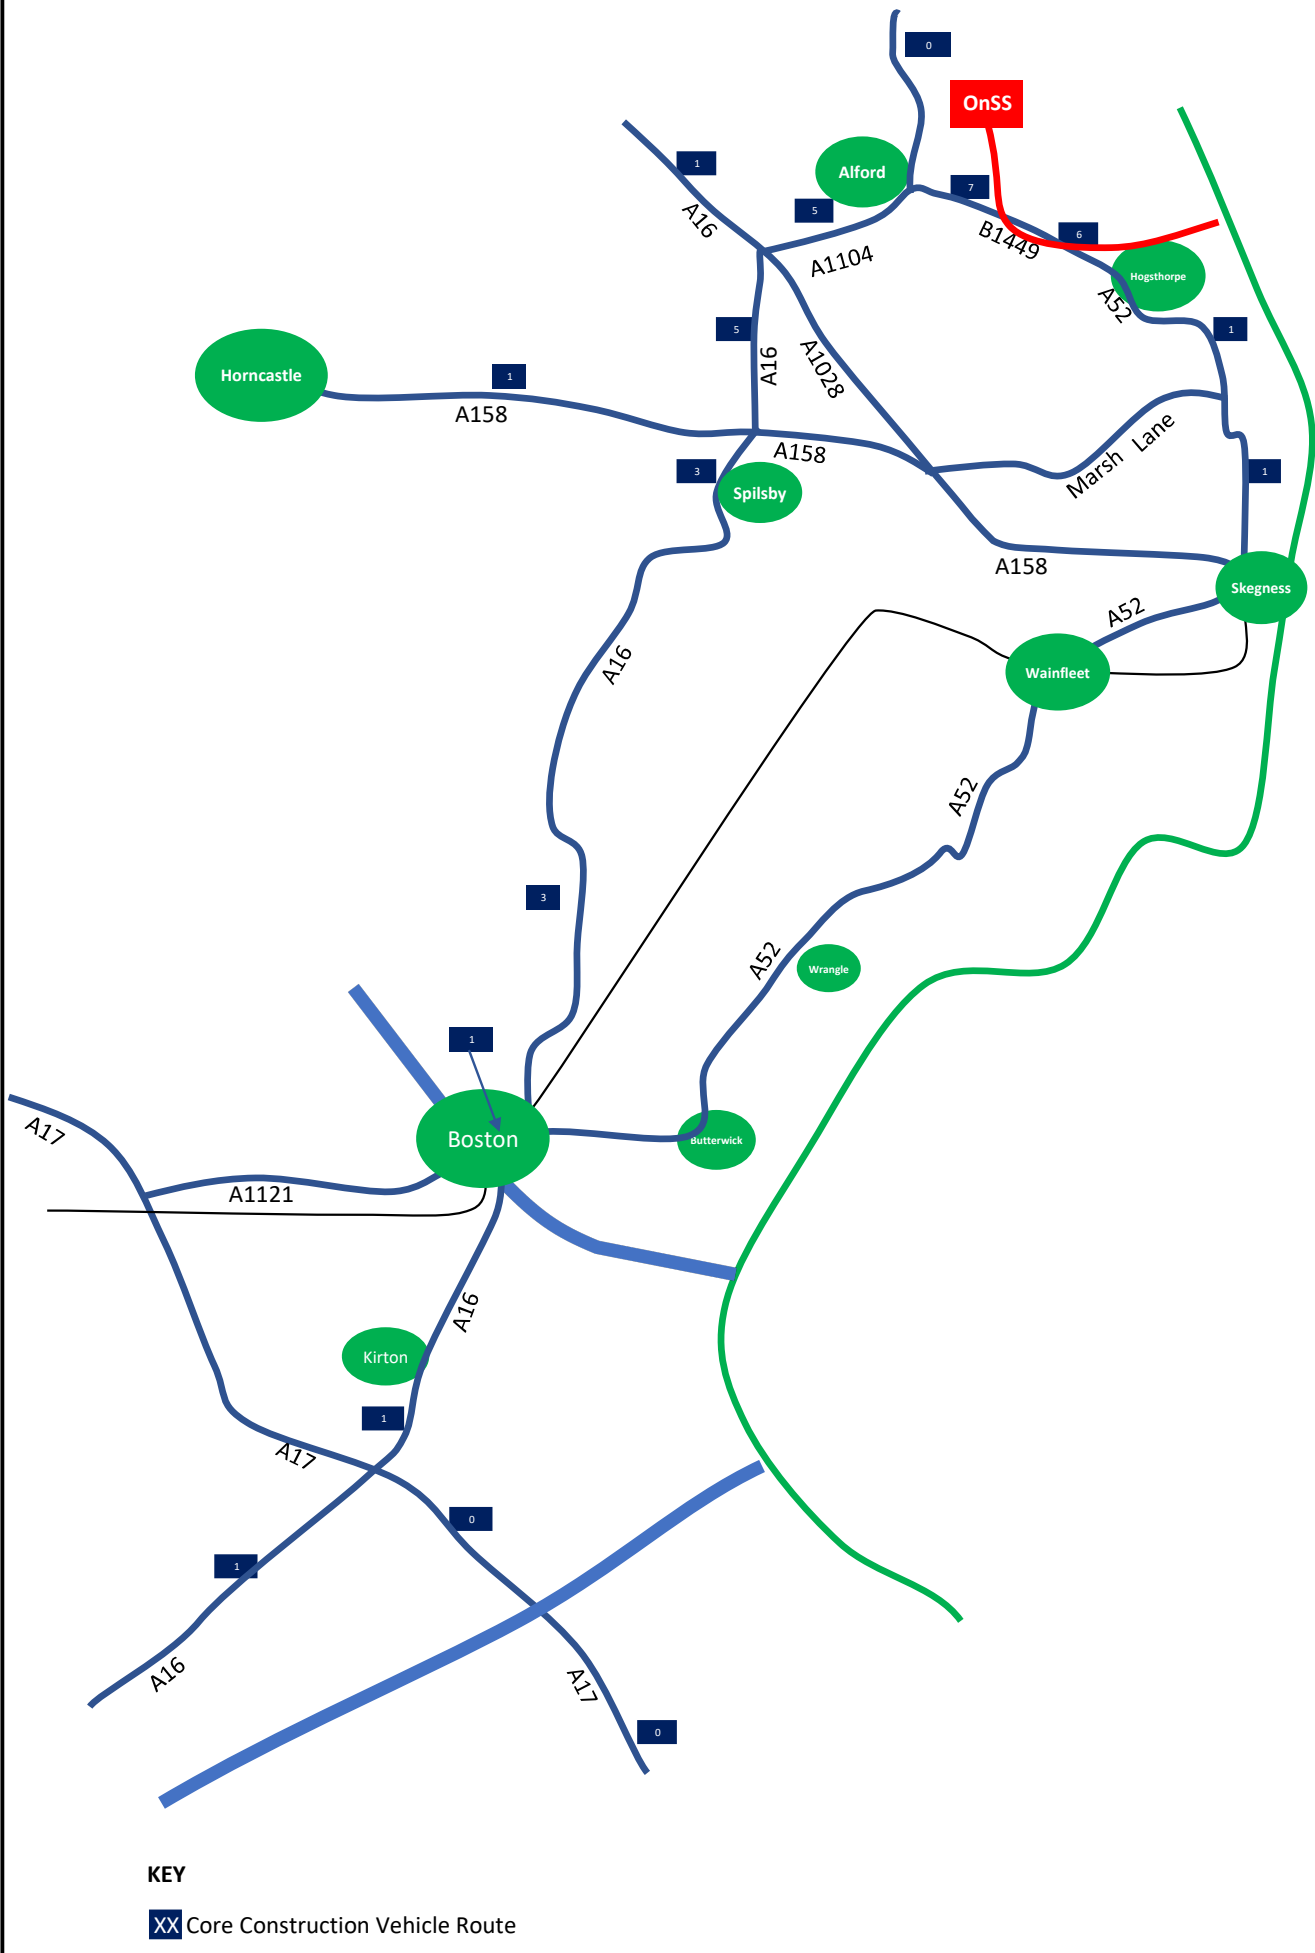 0
OnSS
1
Alford
7
5
A16
6
B1449
A1104
Hogsthorpe
A52
5
1
A16
A1028
Horncastle
1
A158
Marsh Lane
A158
3
1
Spilsby
A158
Skegness
A52
A16
Wainfleet
A52
3
A52
Wrangle
1
A17
Boston
Butterwick
A1121
A16
Kirton
1
A17
0
1
A16
A17
0
KEY
XX Core Construction Vehicle Route